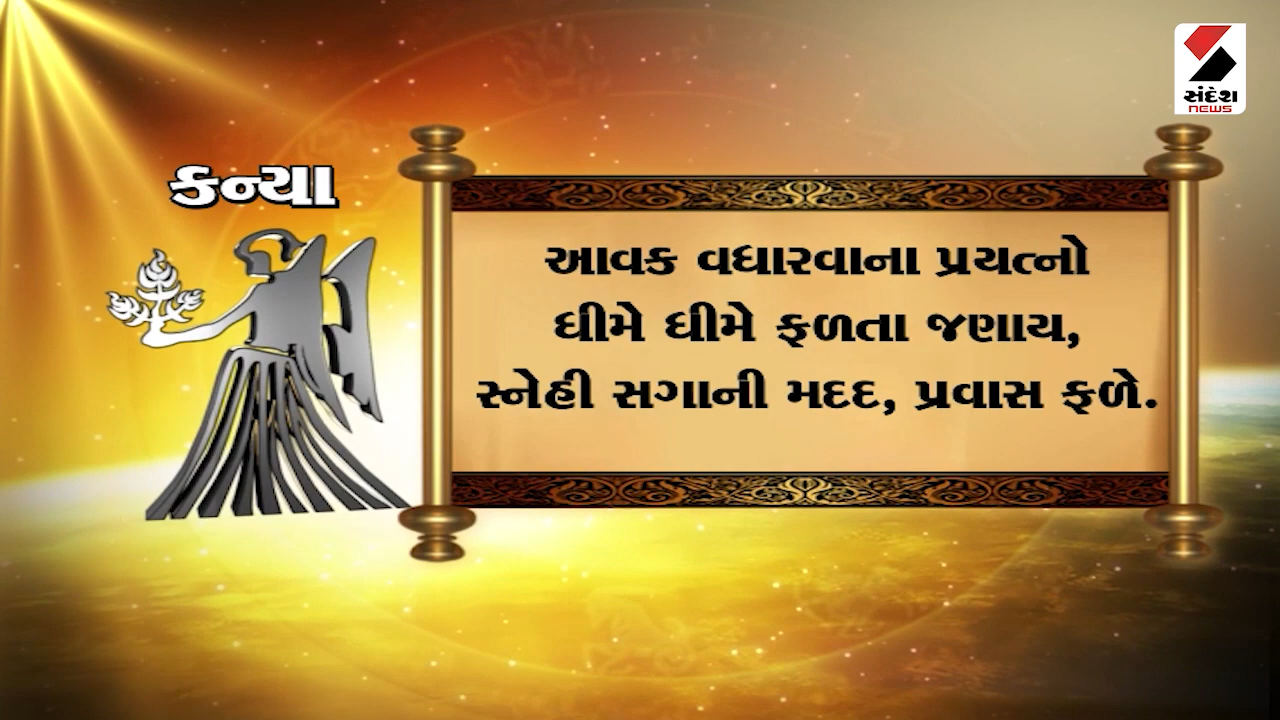 સંદેશ
NEWS
કન્યા
આવક વધારવાના પ્રયત્નો
ધીમે ધીમે ફળતા જણાય,
સ્નેહી સગાની મદદ, પ્રવાસ ફળે.